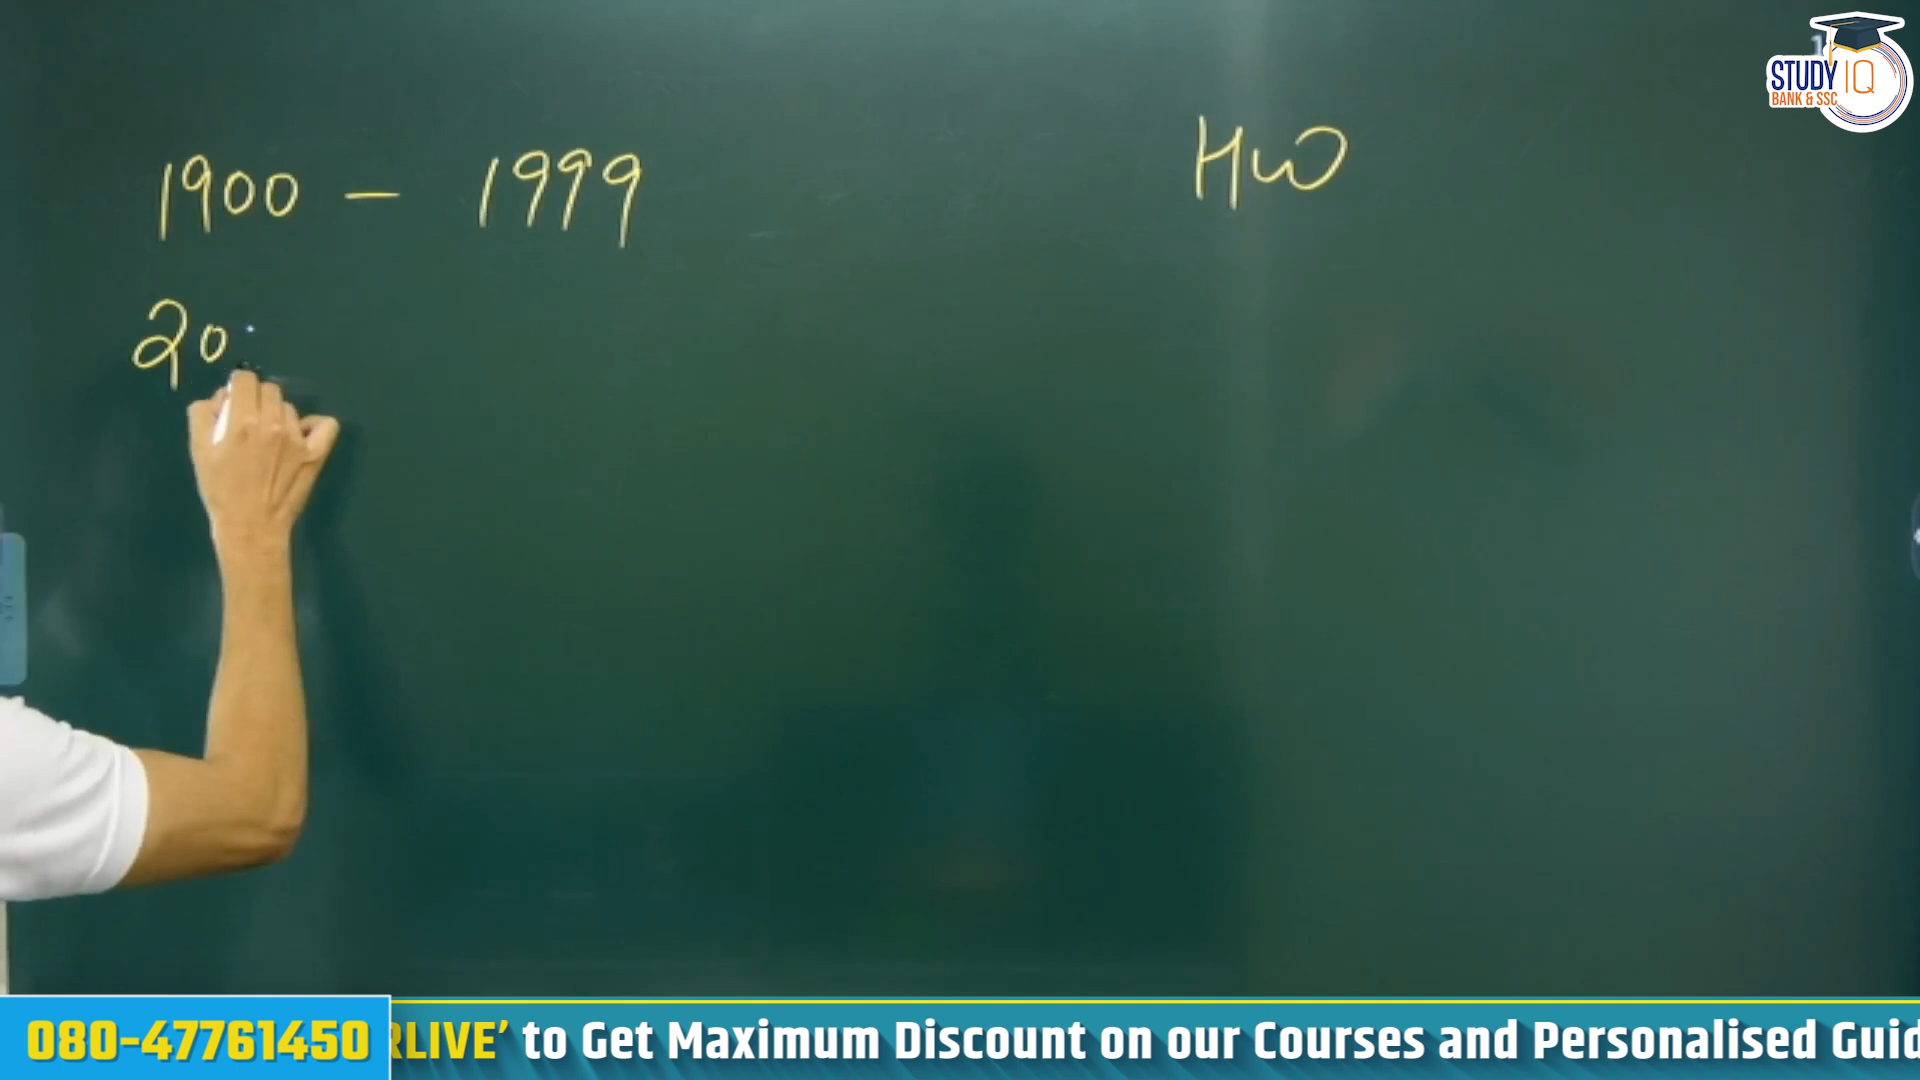 STUDY IQ
BANK & SSC
1900 - 1999
HW
20
080-47761450
RLIVE’ to Get Maximum Discount on our Courses and Personalised Guid